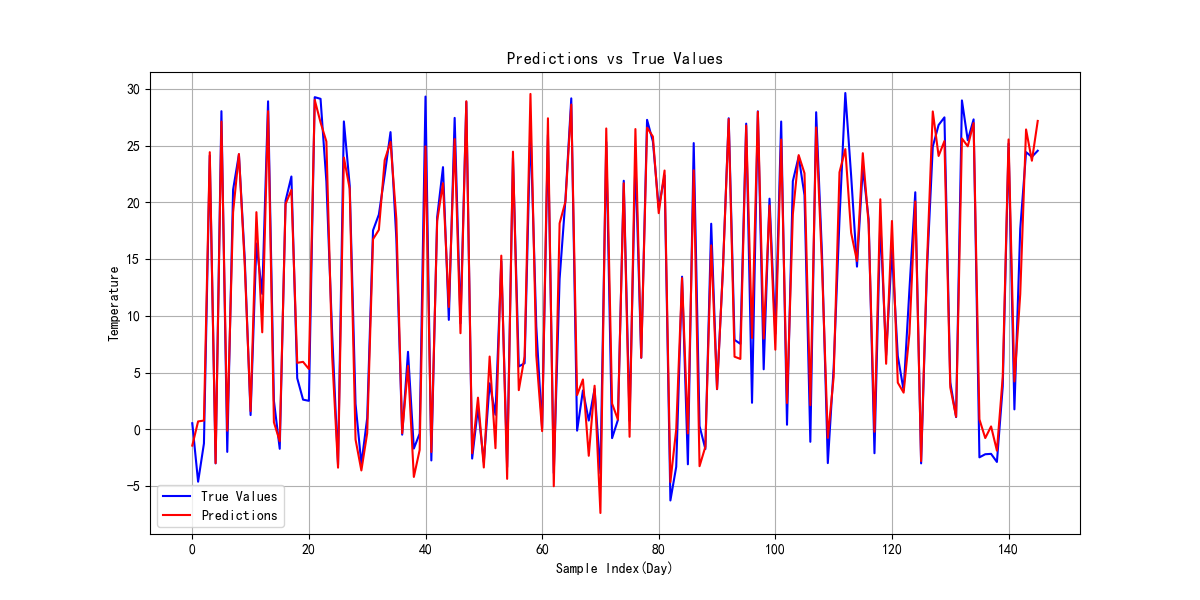 Predictions vs True Values
30
25
20
15
10
5
0
−5
Temperature
True Values
Predictions
0 20 40 60 80 100 120 140
Sample Index(Day)